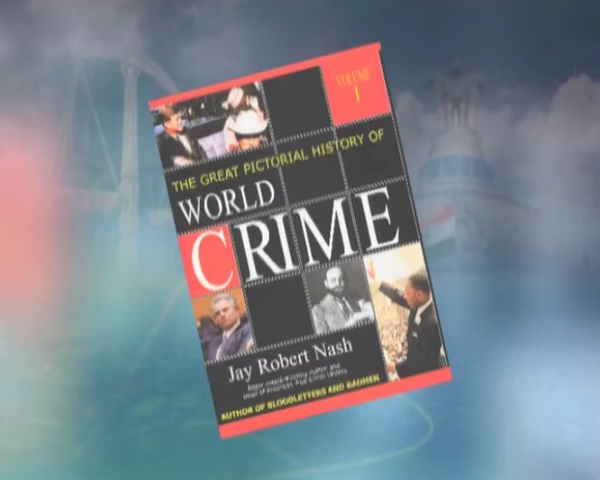 VOLUME
1
THE GREAT PICTORIAL HISTORY OF
WORLD
CRIME
Jay Robert Nash
AUTHOR OF BLOODLETTERS AND BADMEN